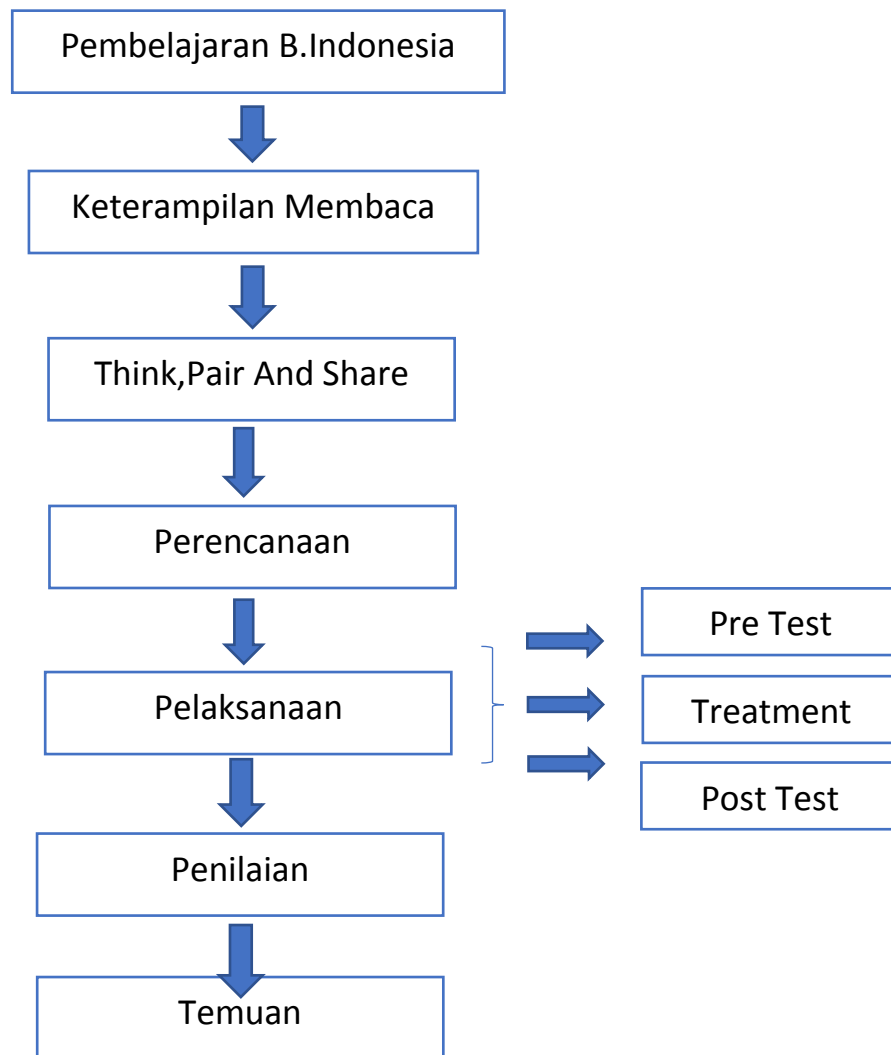 Pembelajaran B.Indonesia
Keterampilan Membaca
Think,Pair And Share
Perencanaan
Pelaksanaan
Pre Test
Treatment
Post Test
Penilaian
Temuan